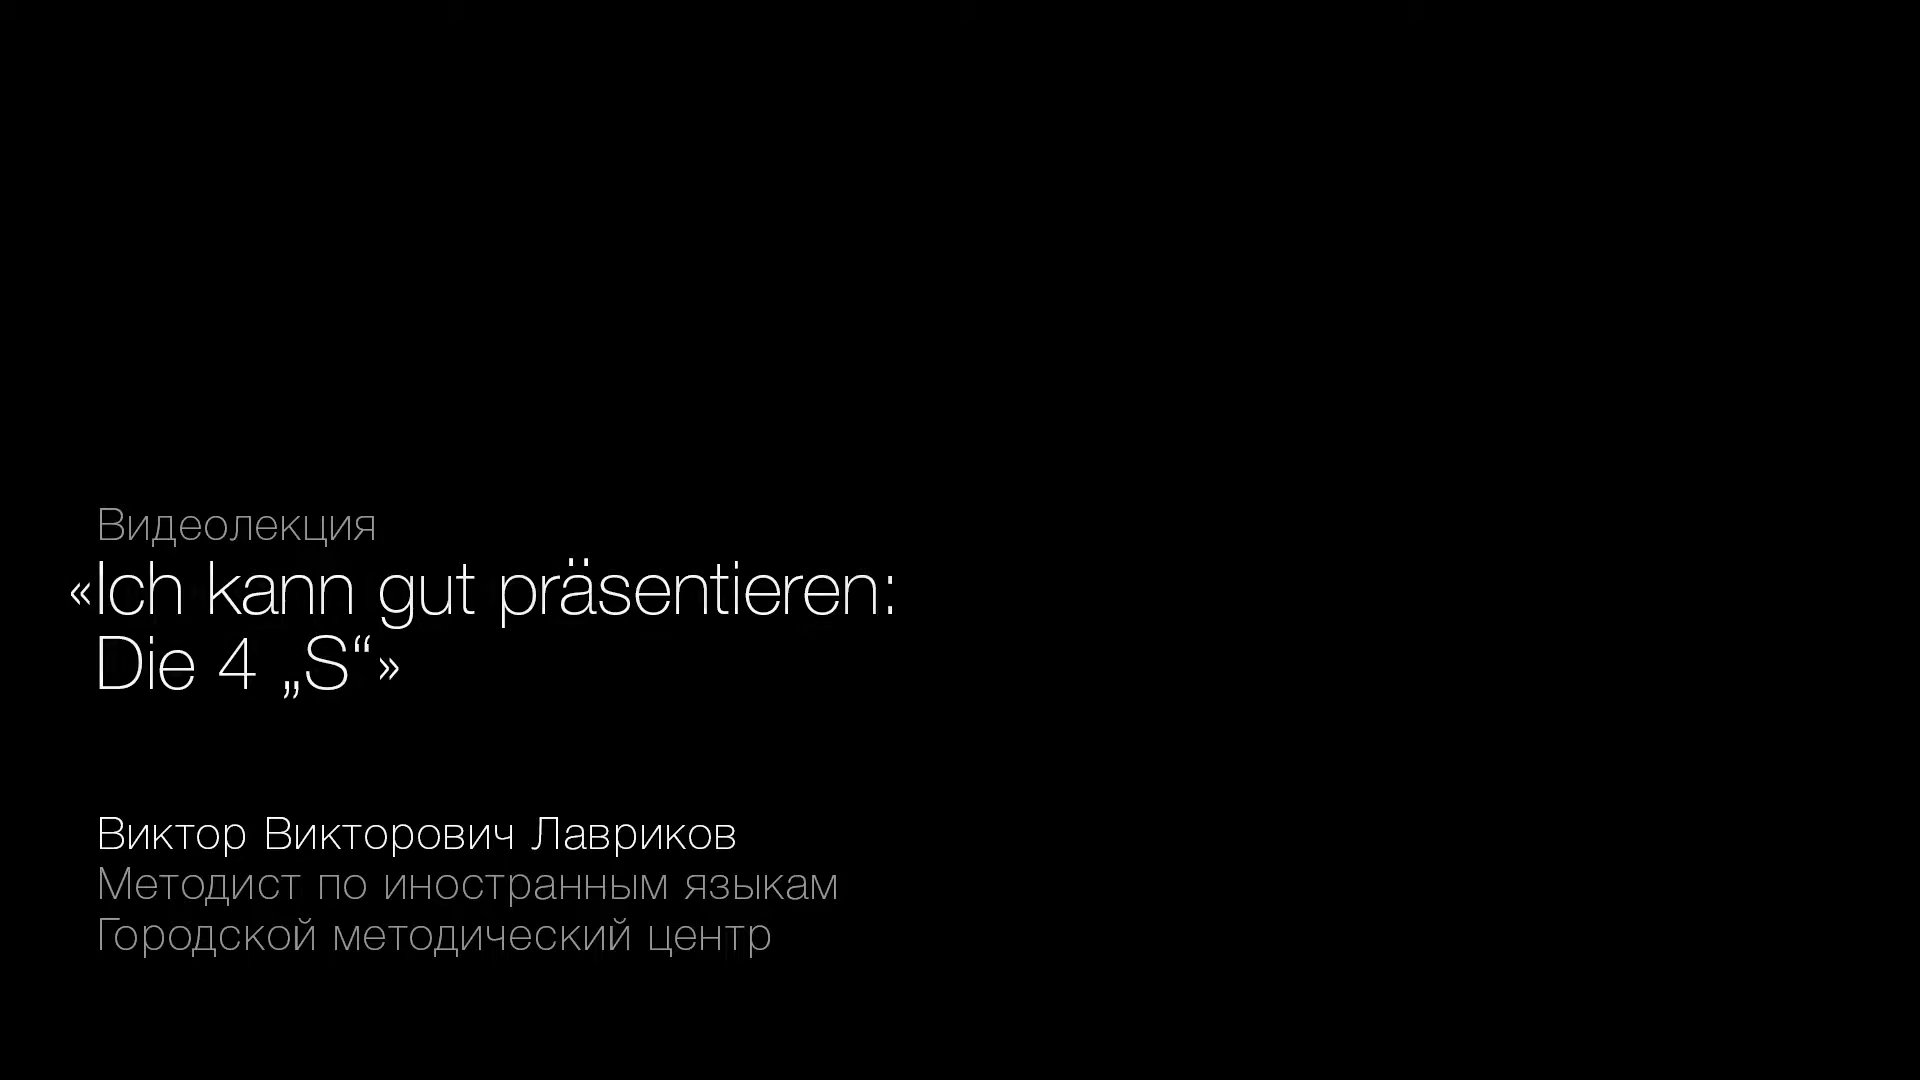 Видеолекция
«Ich kann gut präsentieren:
Die 4 „S“»
Виктор Викторович Лавриков
Методист по иностранным языкам
Городской методический центр